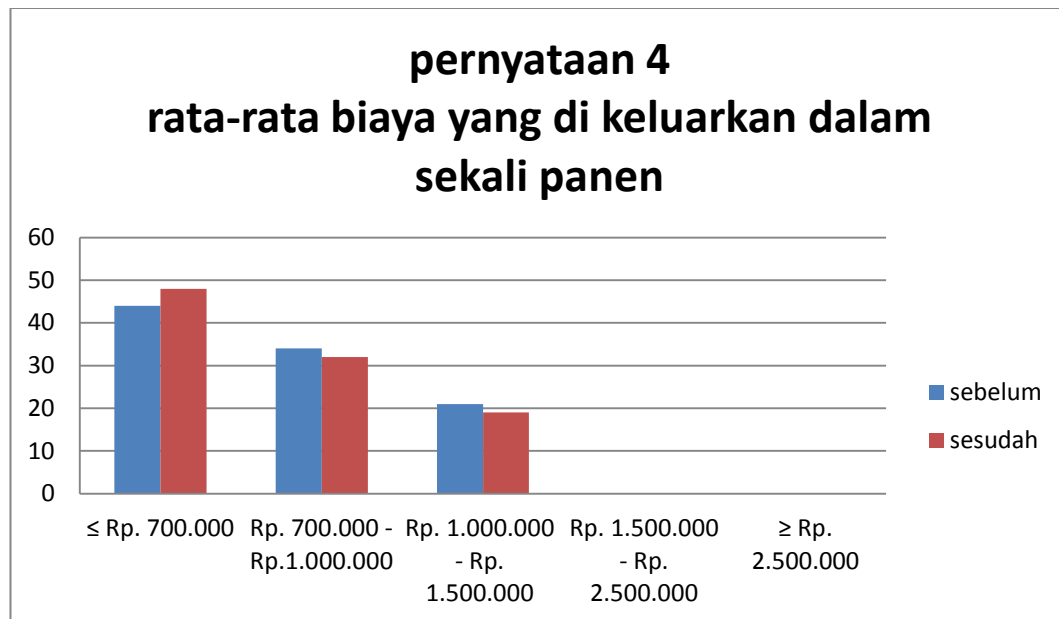 pernyataan 4
rata-rata biaya yang di keluarkan dalam
sekali panen
60
50
40
30
20
10
0
≤ Rp. 700.000
Rp. 700.000 -
Rp.1.000.000
Rp. 1.000.000
- Rp.
1.500.000
Rp. 1.500.000
- Rp.
2.500.000
≥ Rp.
2.500.000
sebelum
sesudah